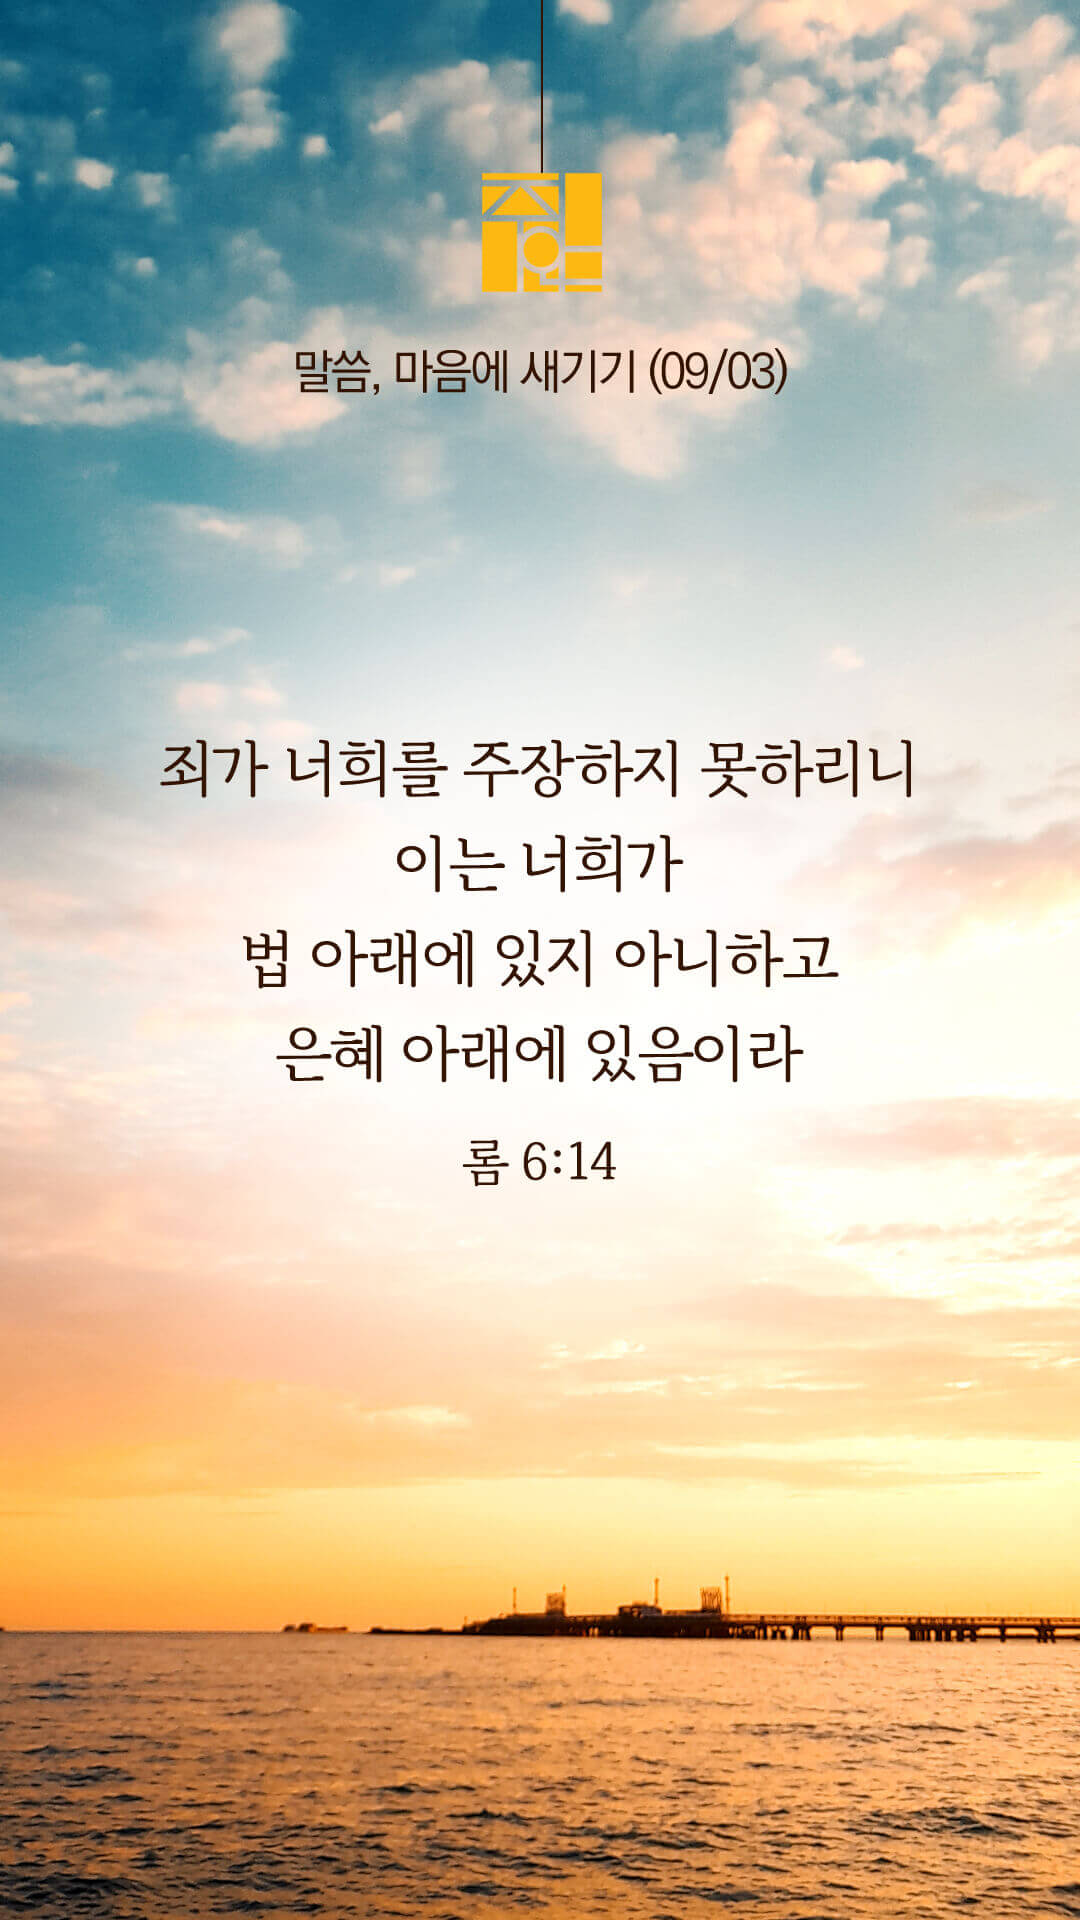 말씀, 마음에 새기기 (09/03)
죄가 너희를 주장하지 못하리니
이는 너희가
법 아래에 있지 아니하고
은혜 아래에 있음이라
롬 6:14